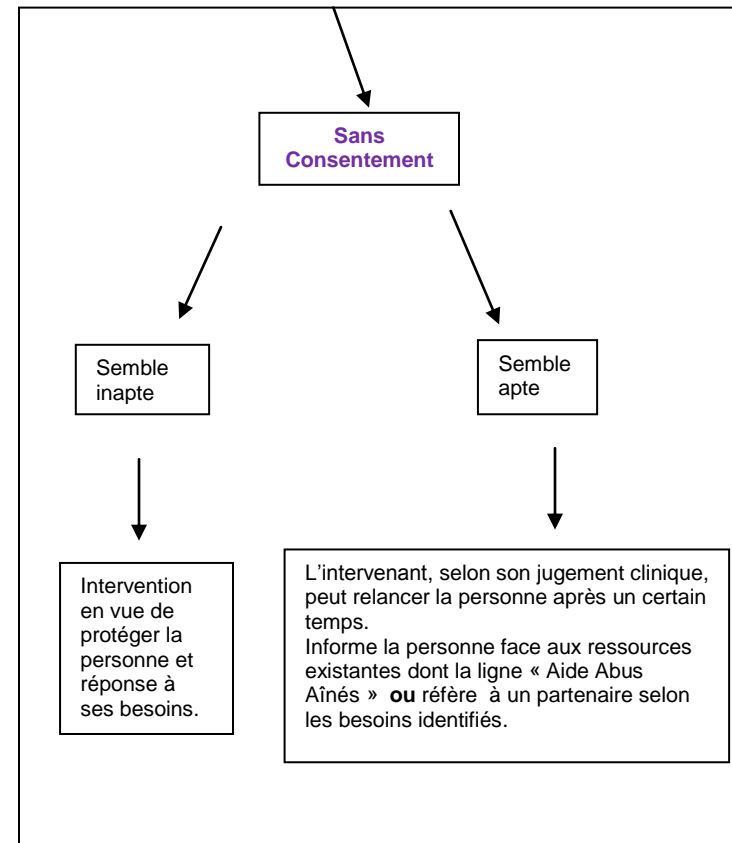 Sans
Consentement
Semble
inapte
Semble
apte
Intervention
en vue de
protéger la
personne et
réponse à
ses besoins.
L’intervenant, selon son jugement clinique,
peut relancer la personne après un certain
temps.
Informe la personne face aux ressources
existantes dont la ligne « Aide Abus
Aînés »  ou réfère  à un partenaire selon
les besoins identifiés.